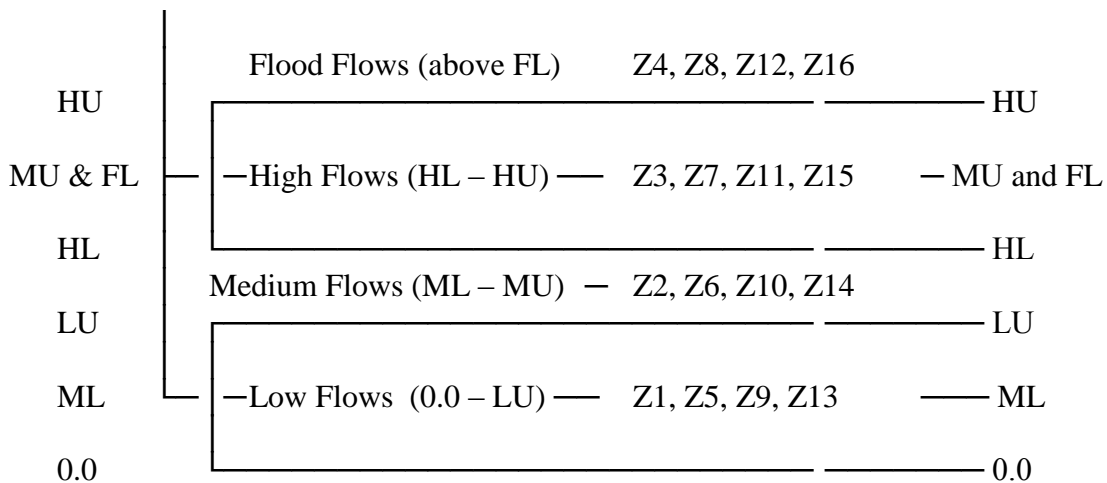 Flood Flows (above FL) Z4, Z8, Z12, Z16
HU HU
MU & FL High Flows (HL – HU) Z3, Z7, Z11, Z15 MU and FL
HL HL
Medium Flows (ML – MU) Z2, Z6, Z10, Z14
LU LU
ML Low Flows (0.0 – LU) Z1, Z5, Z9, Z13 ML
0.0 0.0